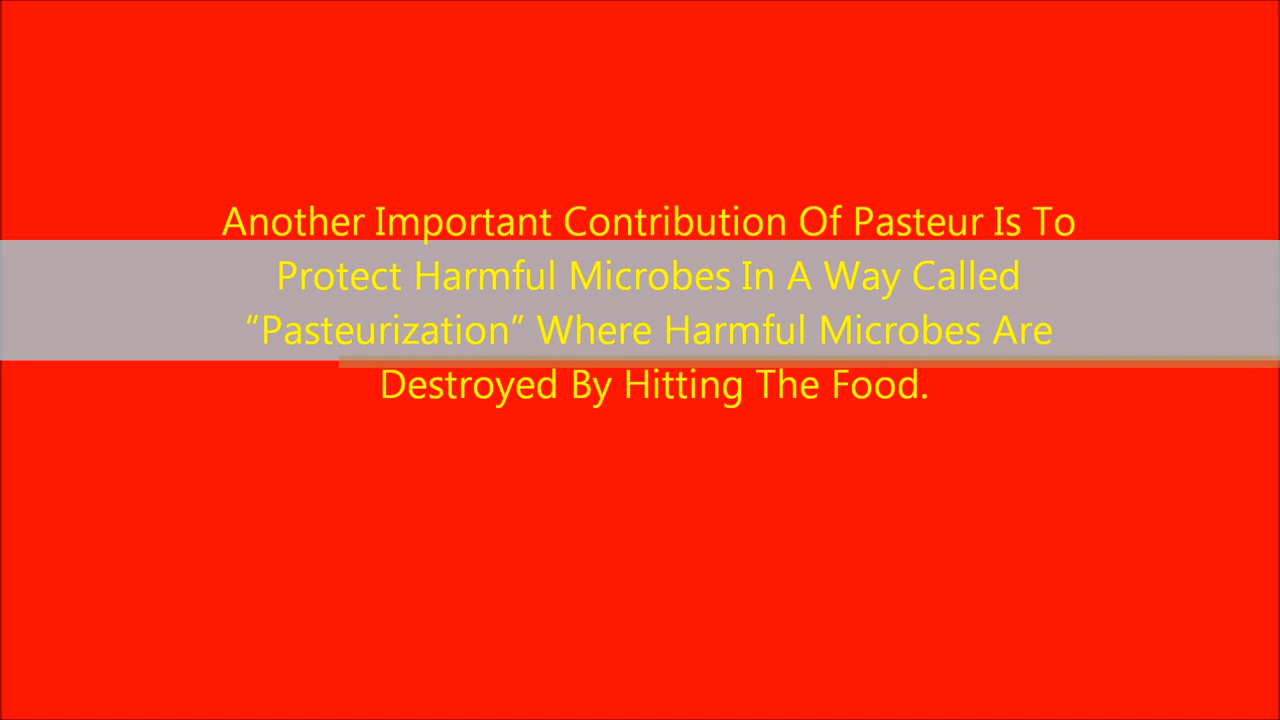 Another Important Contribution Of Pasteur Is To
Protect Harmful Microbes In A Way Called
“Pasteurization” Where Harmful Microbes Are
Destroyed By Hitting The Food.